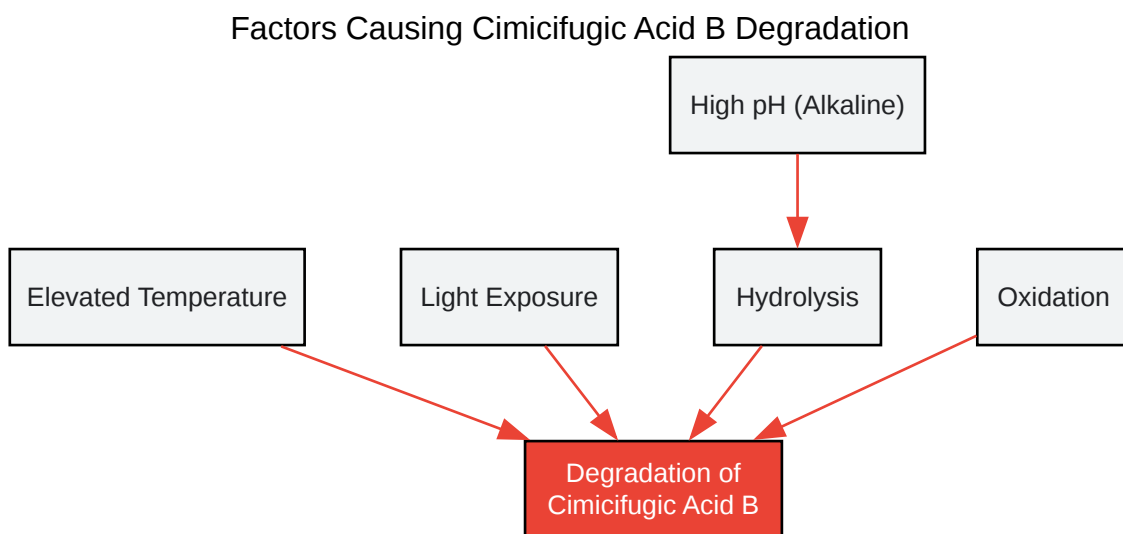 Factors Causing Cimicifugic Acid B Degradation
High pH (Alkaline)
Elevated Temperature
Light Exposure
Hydrolysis
Oxidation
Degradation of
Cimicifugic Acid B